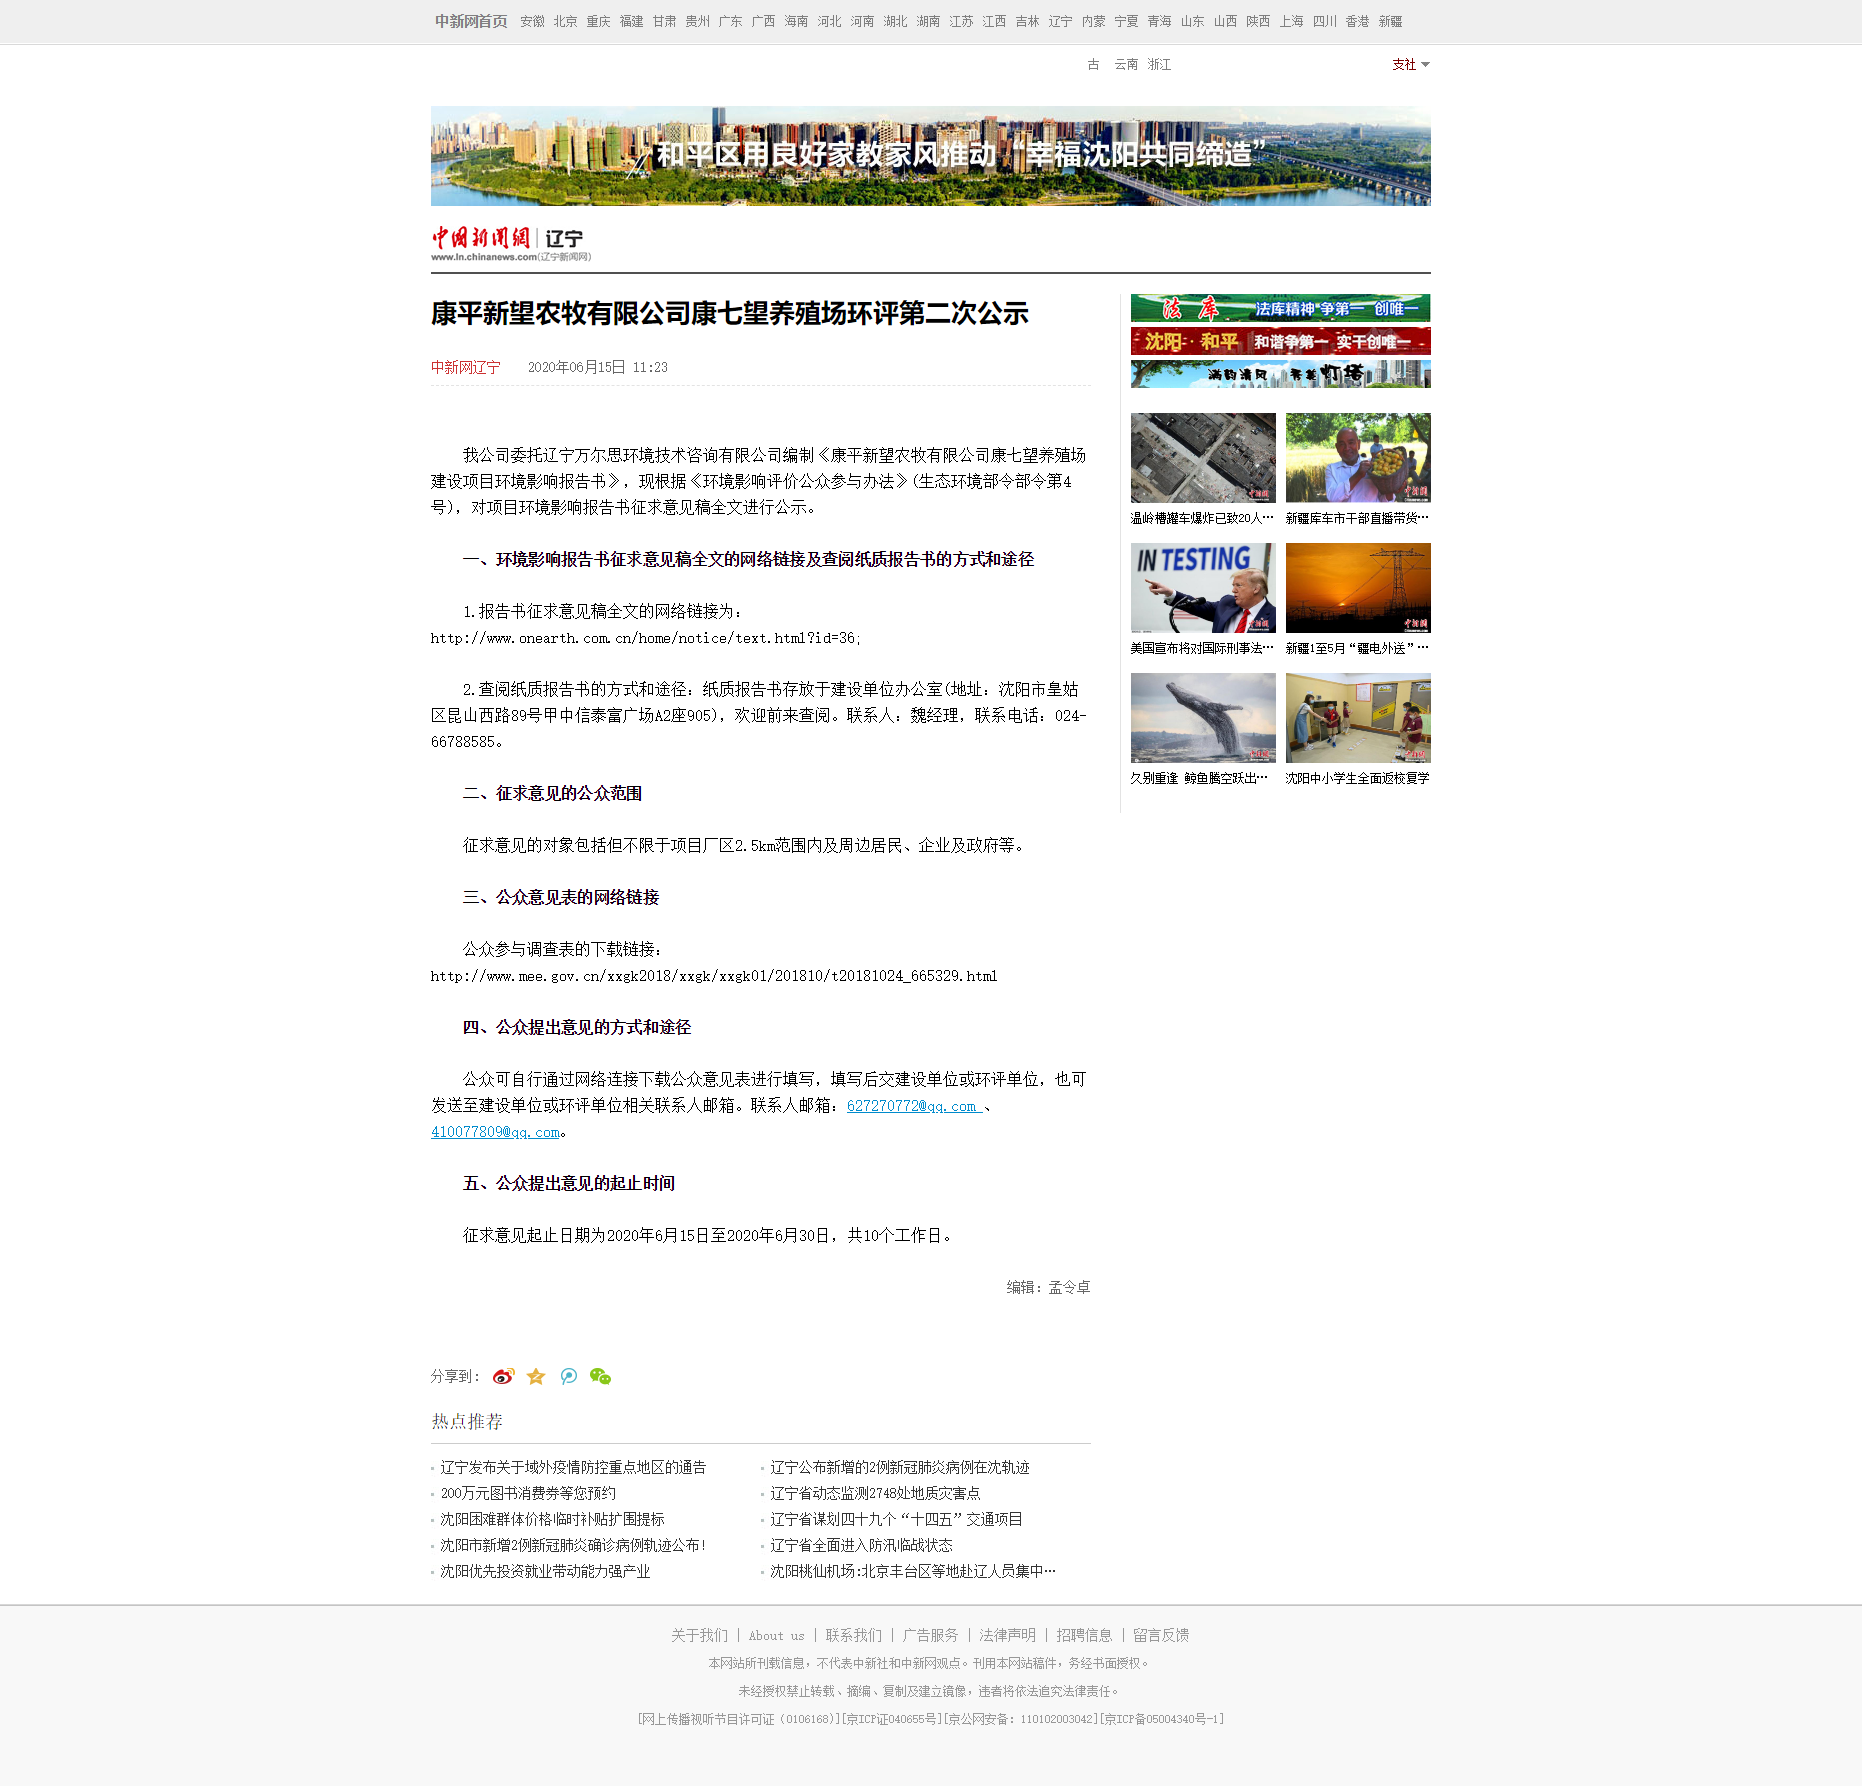 中新网首页 安徽 北京 重庆 福建 甘肃 贵州 广东 广西 海南 河北 河南 湖北 湖南 江苏 江西 吉林 辽宁 内蒙 宁夏 青海 山东 山西 陕西 上海 四川 香港 新疆
古 云南 浙江 支社
和平区用良好家教家风推动“幸福沈阳共同缔造”
中国新闻网 | 辽宁
www.ln.chinanews.com(辽宁新闻网)
康平新望农牧有限公司康七望养殖场环评第二次公示
中新网辽宁 2020年06月15日 11:23
我公司委托辽宁万尔思环境技术咨询有限公司编制《康平新望农牧有限公司康七望养殖场
建设项目环境影响报告书》，现根据《环境影响评价公众参与办法》(生态环境部令部令第4
号)，对项目环境影响报告书征求意见稿全文进行公示。
一、环境影响报告书征求意见稿全文的网络链接及查阅纸质报告书的方式和途径
1.报告书征求意见稿全文的网络链接为：
http://www.onearth.com.cn/home/notice/text.html?id=36;
2.查阅纸质报告书的方式和途径：纸质报告书存放于建设单位办公室(地址：沈阳市皇姑
区昆山西路89号甲中信泰富广场A2座905)，欢迎前来查阅。联系人：魏经理，联系电话：024-
66788585。
二、征求意见的公众范围
征求意见的对象包括但不限于项目厂区2.5km范围内及周边居民、企业及政府等。
三、公众意见表的网络链接
公众参与调查表的下载链接：
http://www.mee.gov.cn/xxgk2018/xxgk/xxgk01/201810/t20181024_665329.html
四、公众提出意见的方式和途径
公众可自行通过网络连接下载公众意见表进行填写，填写后交建设单位或环评单位，也可
发送至建设单位或环评单位相关联系人邮箱。联系人邮箱：627270772@qq.com 、
410077809@qq.com。
五、公众提出意见的起止时间
征求意见起止日期为2020年6月15日至2020年6月30日，共10个工作日。
编辑：孟令卓
法库 法库精神“争第一 创唯一
沈阳·和平 和谐争第一 实干创唯一
满韵清风 秀美灯塔
温岭槽罐车爆炸已致20人… 新疆库车市干部直播带货…
IN TESTING
美国宣布将对国际刑事法… 新疆1至5月“疆电外送”…
久别重逢 鲸鱼腾空跃出… 沈阳中小学生全面返校复学
分享到：
热点推荐
辽宁发布关于域外疫情防控重点地区的通告 辽宁公布新增的2例新冠肺炎病例在沈轨迹
200万元图书消费券等您预约 辽宁省动态监测2748处地质灾害点
沈阳困难群体价格临时补贴扩围提标 辽宁省谋划四十九个“十四五”交通项目
沈阳市新增2例新冠肺炎确诊病例轨迹公布！ 辽宁省全面进入防汛临战状态
沈阳优先投资就业带动能力强产业 沈阳桃仙机场:北京丰台区等地赴辽人员集中…
关于我们 | About us | 联系我们 | 广告服务 | 法律声明 | 招聘信息 | 留言反馈
本网站所刊载信息，不代表中新社和中新网观点。刊用本网站稿件，务经书面授权。
未经授权禁止转载、摘编、复制及建立镜像，违者将依法追究法律责任。
[网上传播视听节目许可证（0106168)][京ICP证040655号][京公网安备：110102003042][京ICP备05004340号-1]